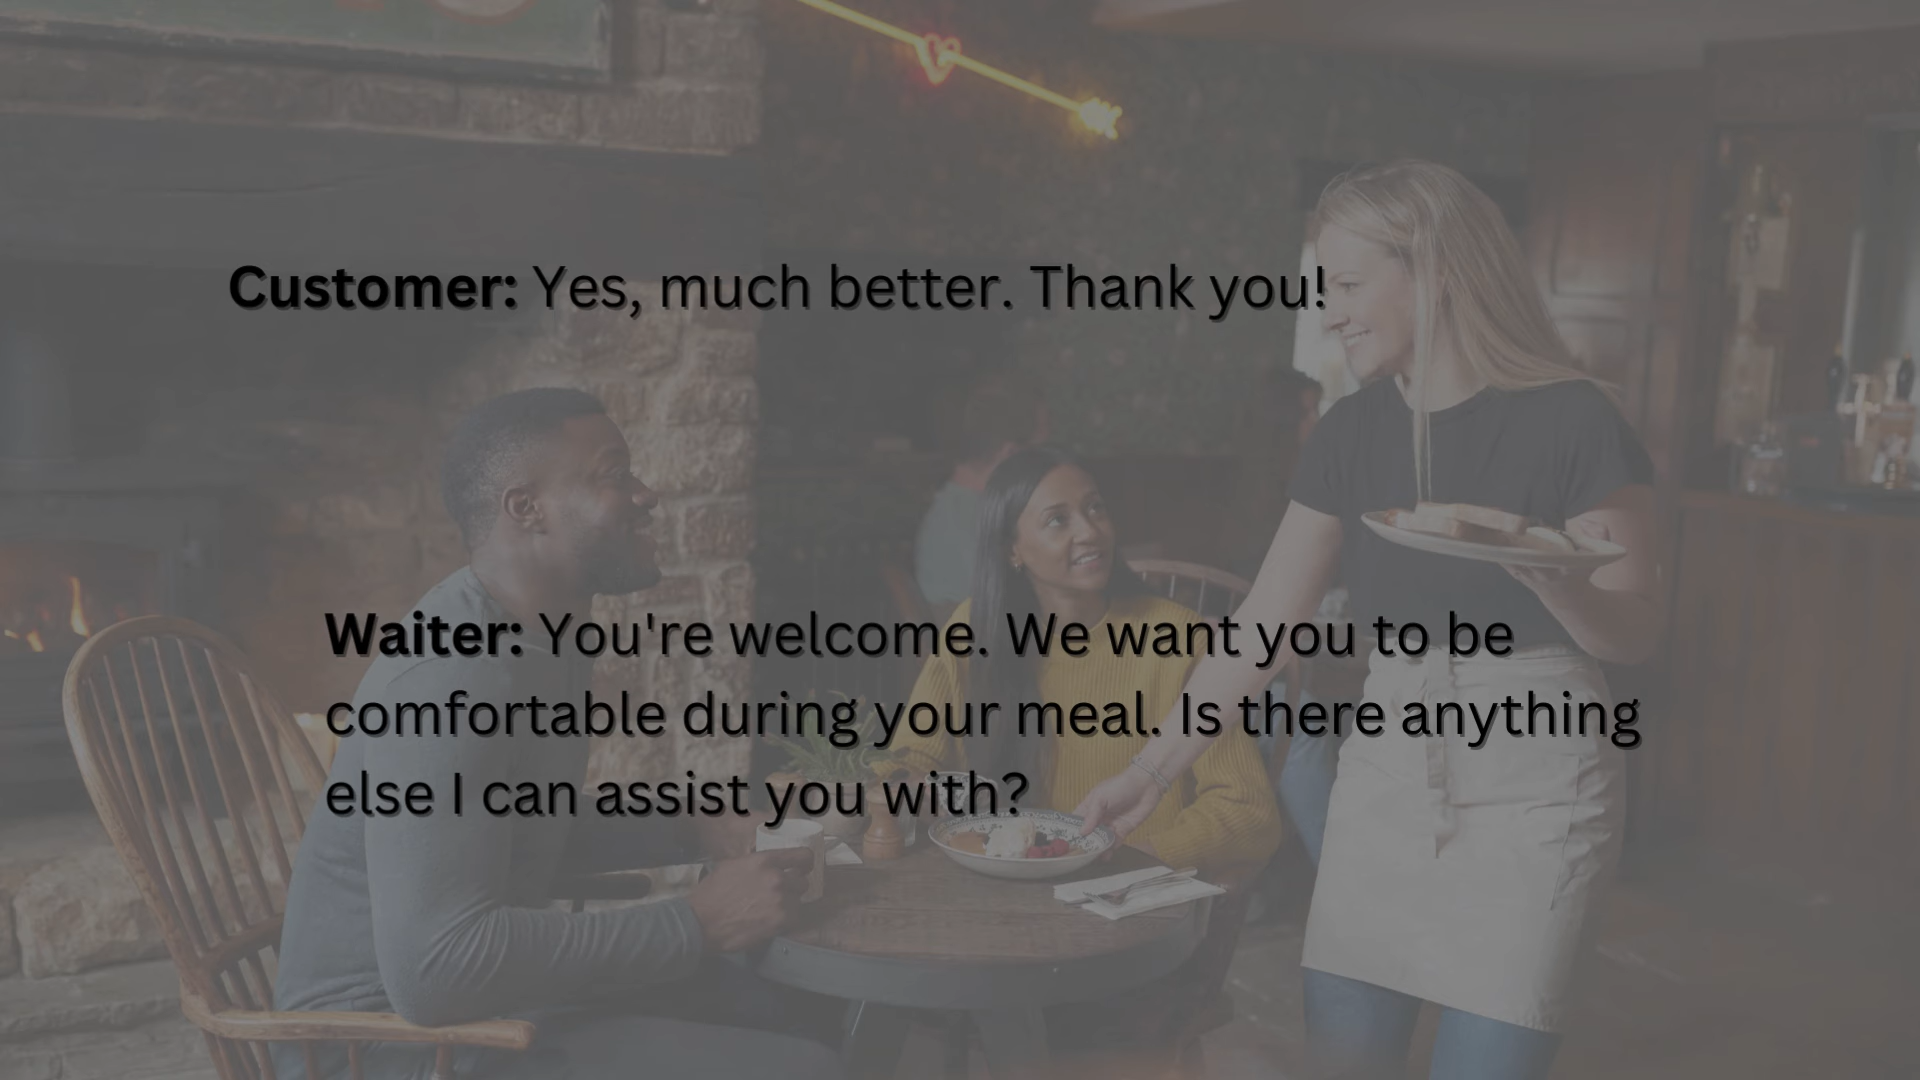 Customer: Yes, much better. Thank you!
Waiter: You're welcome. We want you to be
comfortable during your meal. Is there anything
else I can assist you with?